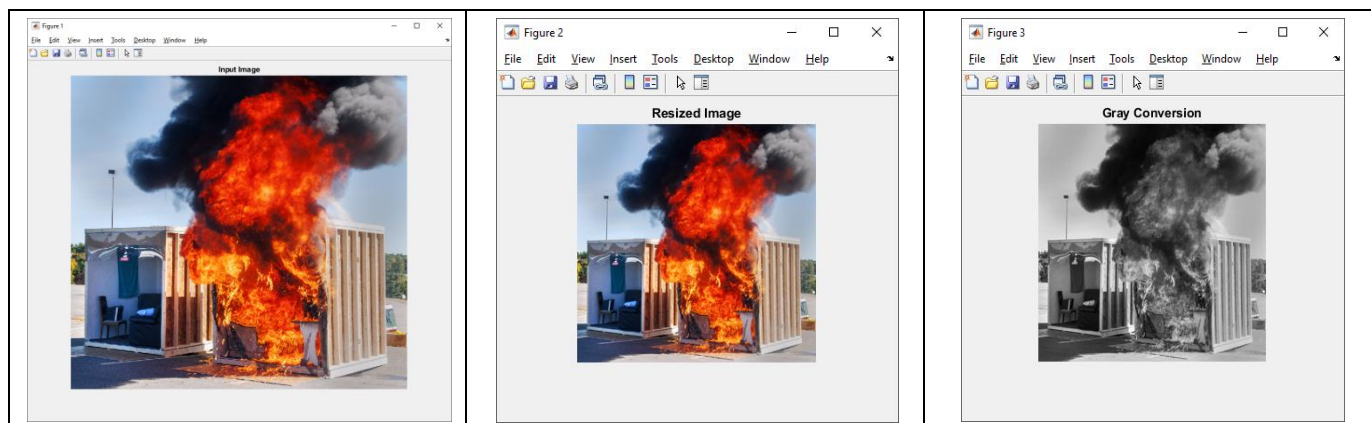 Figure 1
File Edit View Insert Tools Desktop Window Help
Input Image
Figure 2
File Edit View Insert Tools Desktop Window Help
Resized Image
Figure 3
File Edit View Insert Tools Desktop Window Help
Gray Conversion